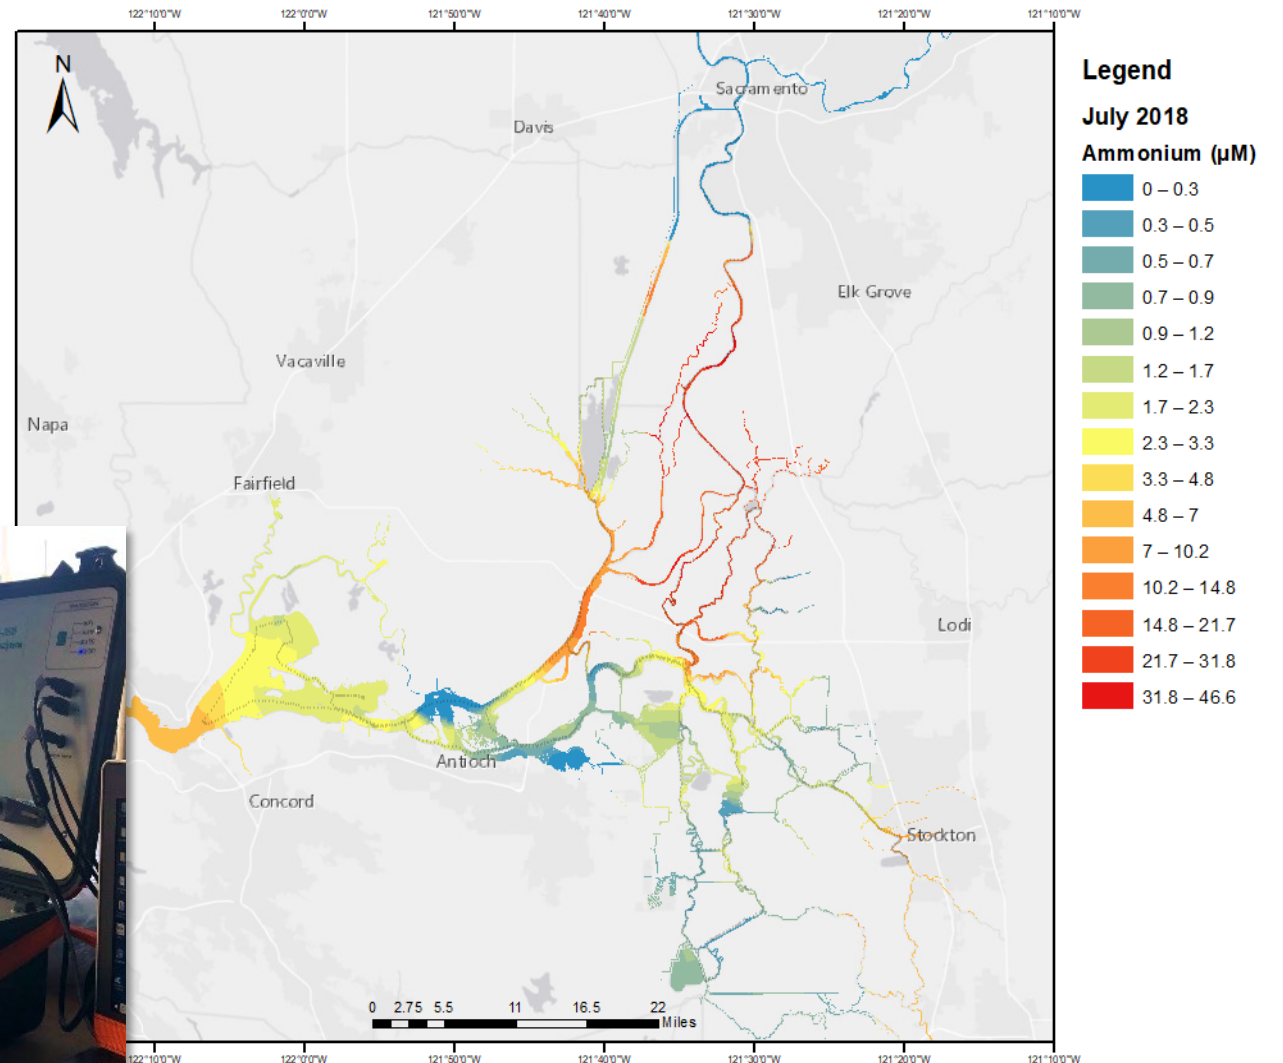 122°10'0"W 122°0'0"W 121°50'0"W 121°40'0"W 121°30'0"W 121°20'0"W 121°10'0"W
N
Sacramento
Davis
Elk Grove
Vacaville
Napa
Fairfield
Lodi
Antioch
Concord
Stockton
0 2.75 5.5 11 16.5 22
Miles
122°10'0"W 122°0'0"W 121°50'0"W 121°40'0"W 121°30'0"W 121°20'0"W 121°10'0"W
Legend
July 2018
Ammonium (µM)
0 – 0.3
0.3 – 0.5
0.5 – 0.7
0.7 – 0.9
0.9 – 1.2
1.2 – 1.7
1.7 – 2.3
2.3 – 3.3
3.3 – 4.8
4.8 – 7
7 – 10.2
10.2 – 14.8
14.8 – 21.7
21.7 – 31.8
31.8 – 46.6